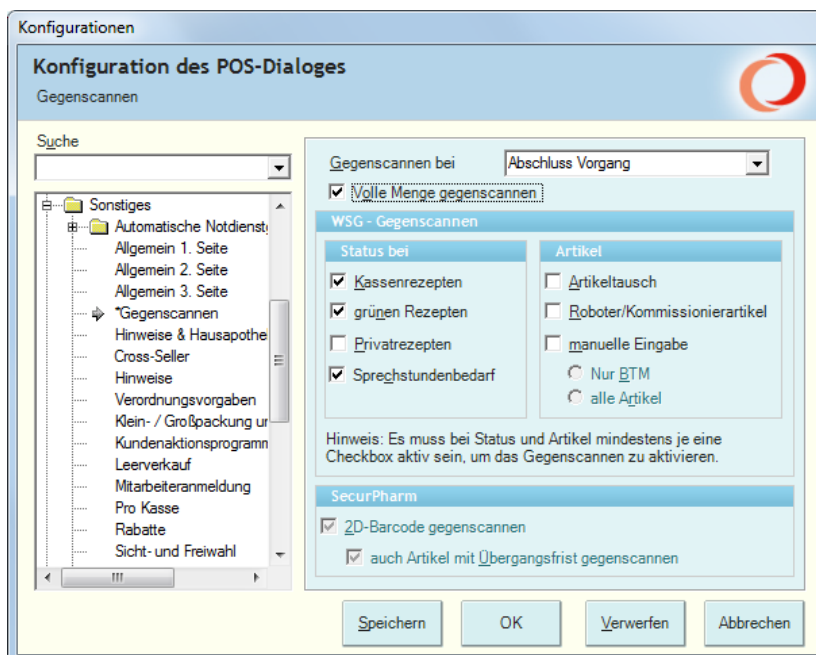 Konfigurationen
Konfiguration des POS-Dialoges
Gegenscannen
Suche
Sonstiges
Automatische Notdienstg
Allgemein 1. Seite
Allgemein 2. Seite
Allgemein 3. Seite
*Gegenscannen
Hinweise & Hausapothe
Cross-Seller
Hinweise
Verordnungsvorgaben
Klein- / Großpackung ur
Kundenaktionsprogramm
Leerverkauf
Mitarbeiteranmeldung
Pro Kasse
Rabatte
Sicht- und Freiwahl
Gegenscannen bei
Abschluss Vorgang
Volle Menge gegenscannen
WSG - Gegenscannen
Status bei
Kassenrezepten
grünen Rezepten
Privatrezepten
Sprechstundenbedarf
Artikel
Artikeltausch
Roboter/Kommissionierartikel
manuelle Eingabe
Nur BTM
alle Artikel
Hinweis: Es muss bei Status und Artikel mindestens je eine
Checkbox aktiv sein, um das Gegenscannen zu aktivieren.
SecurPharm
2D-Barcode gegenscannen
auch Artikel mit Übergangsfrist gegenscannen
Speichern
OK
Verwerfen
Abbrechen